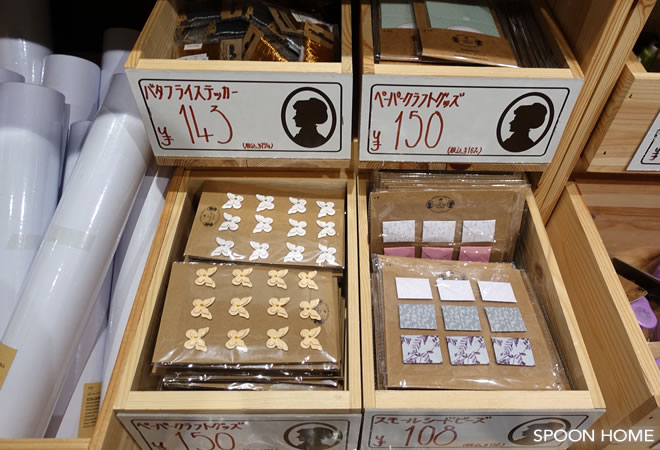 バタフライステッカー
¥143
ペーパークラフトグッズ
¥150
ペーパークラフトグッズ
¥150
スモールシードビーズ
¥108
SPOON HOME